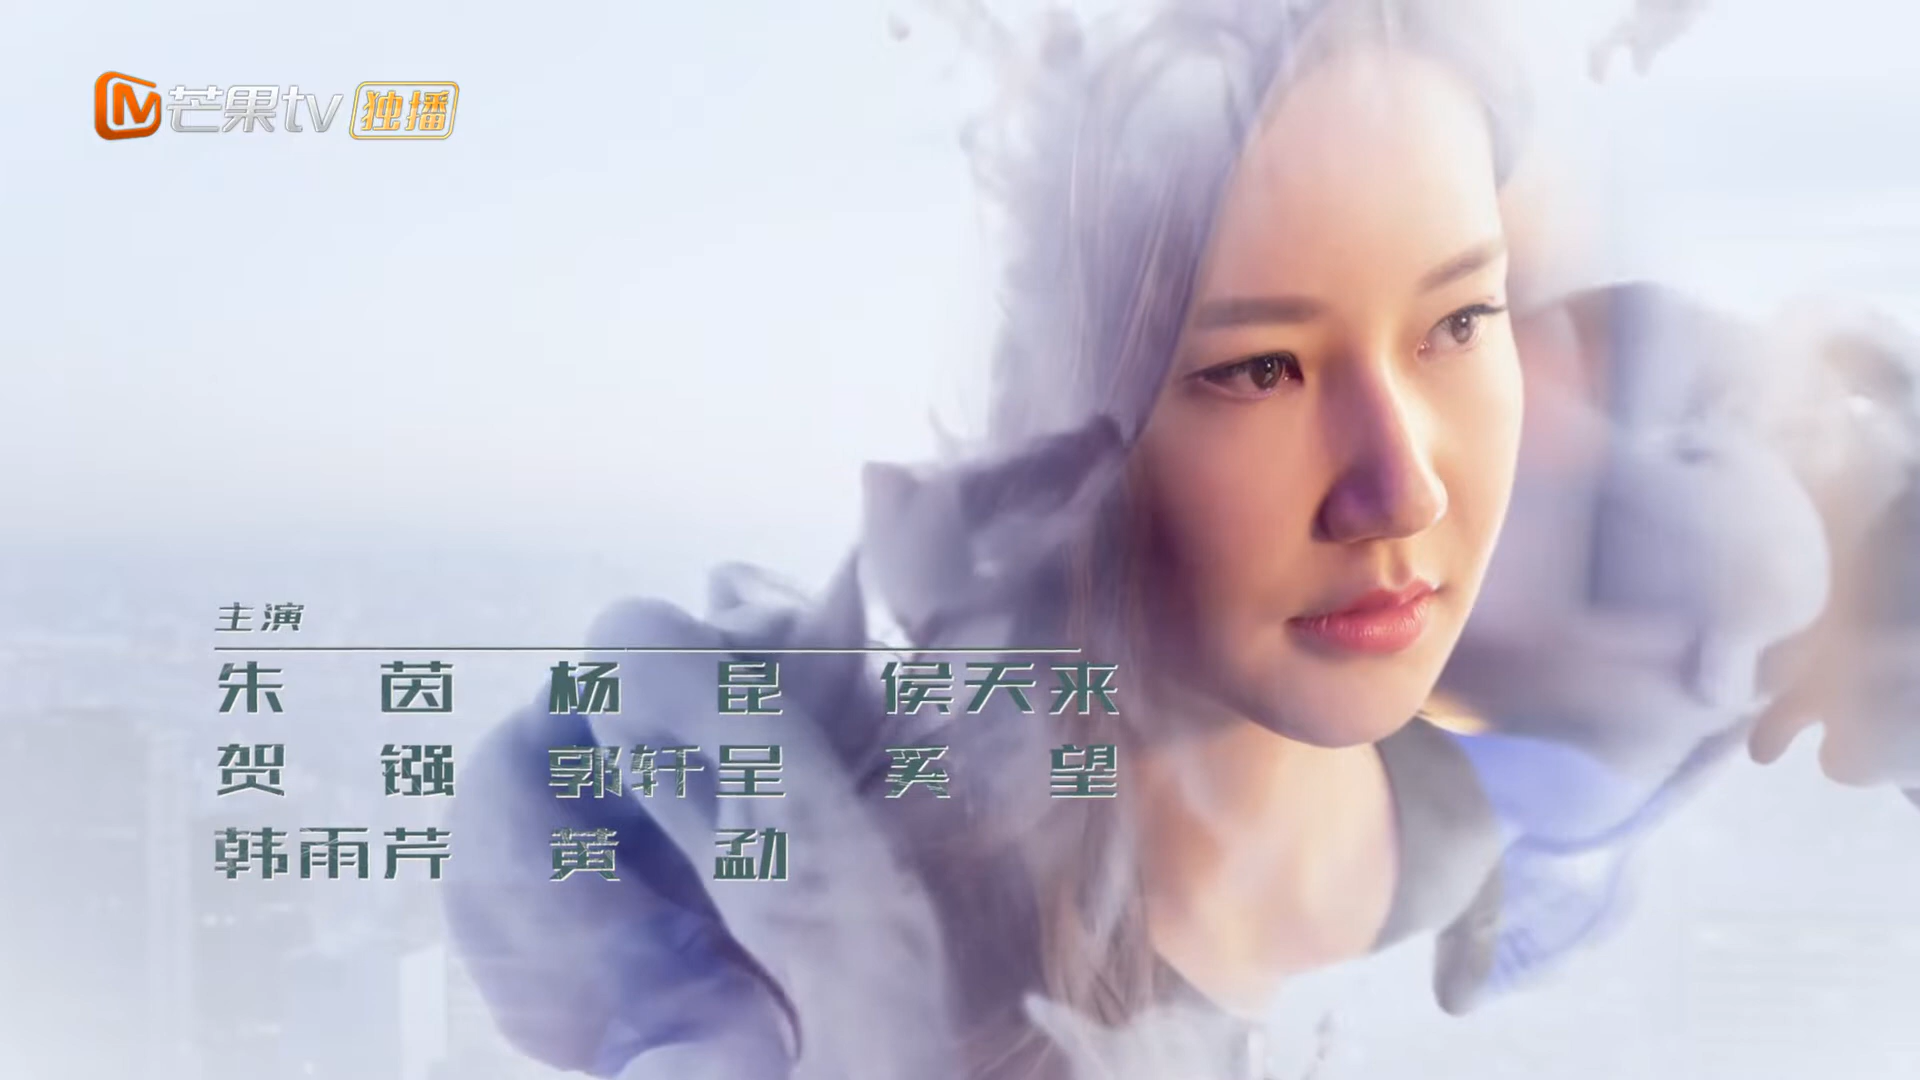 芒果tv 独播
主演
朱茵 杨昆 侯天来
贺镪 郭轩呈 奚望
韩雨芹 黄勐